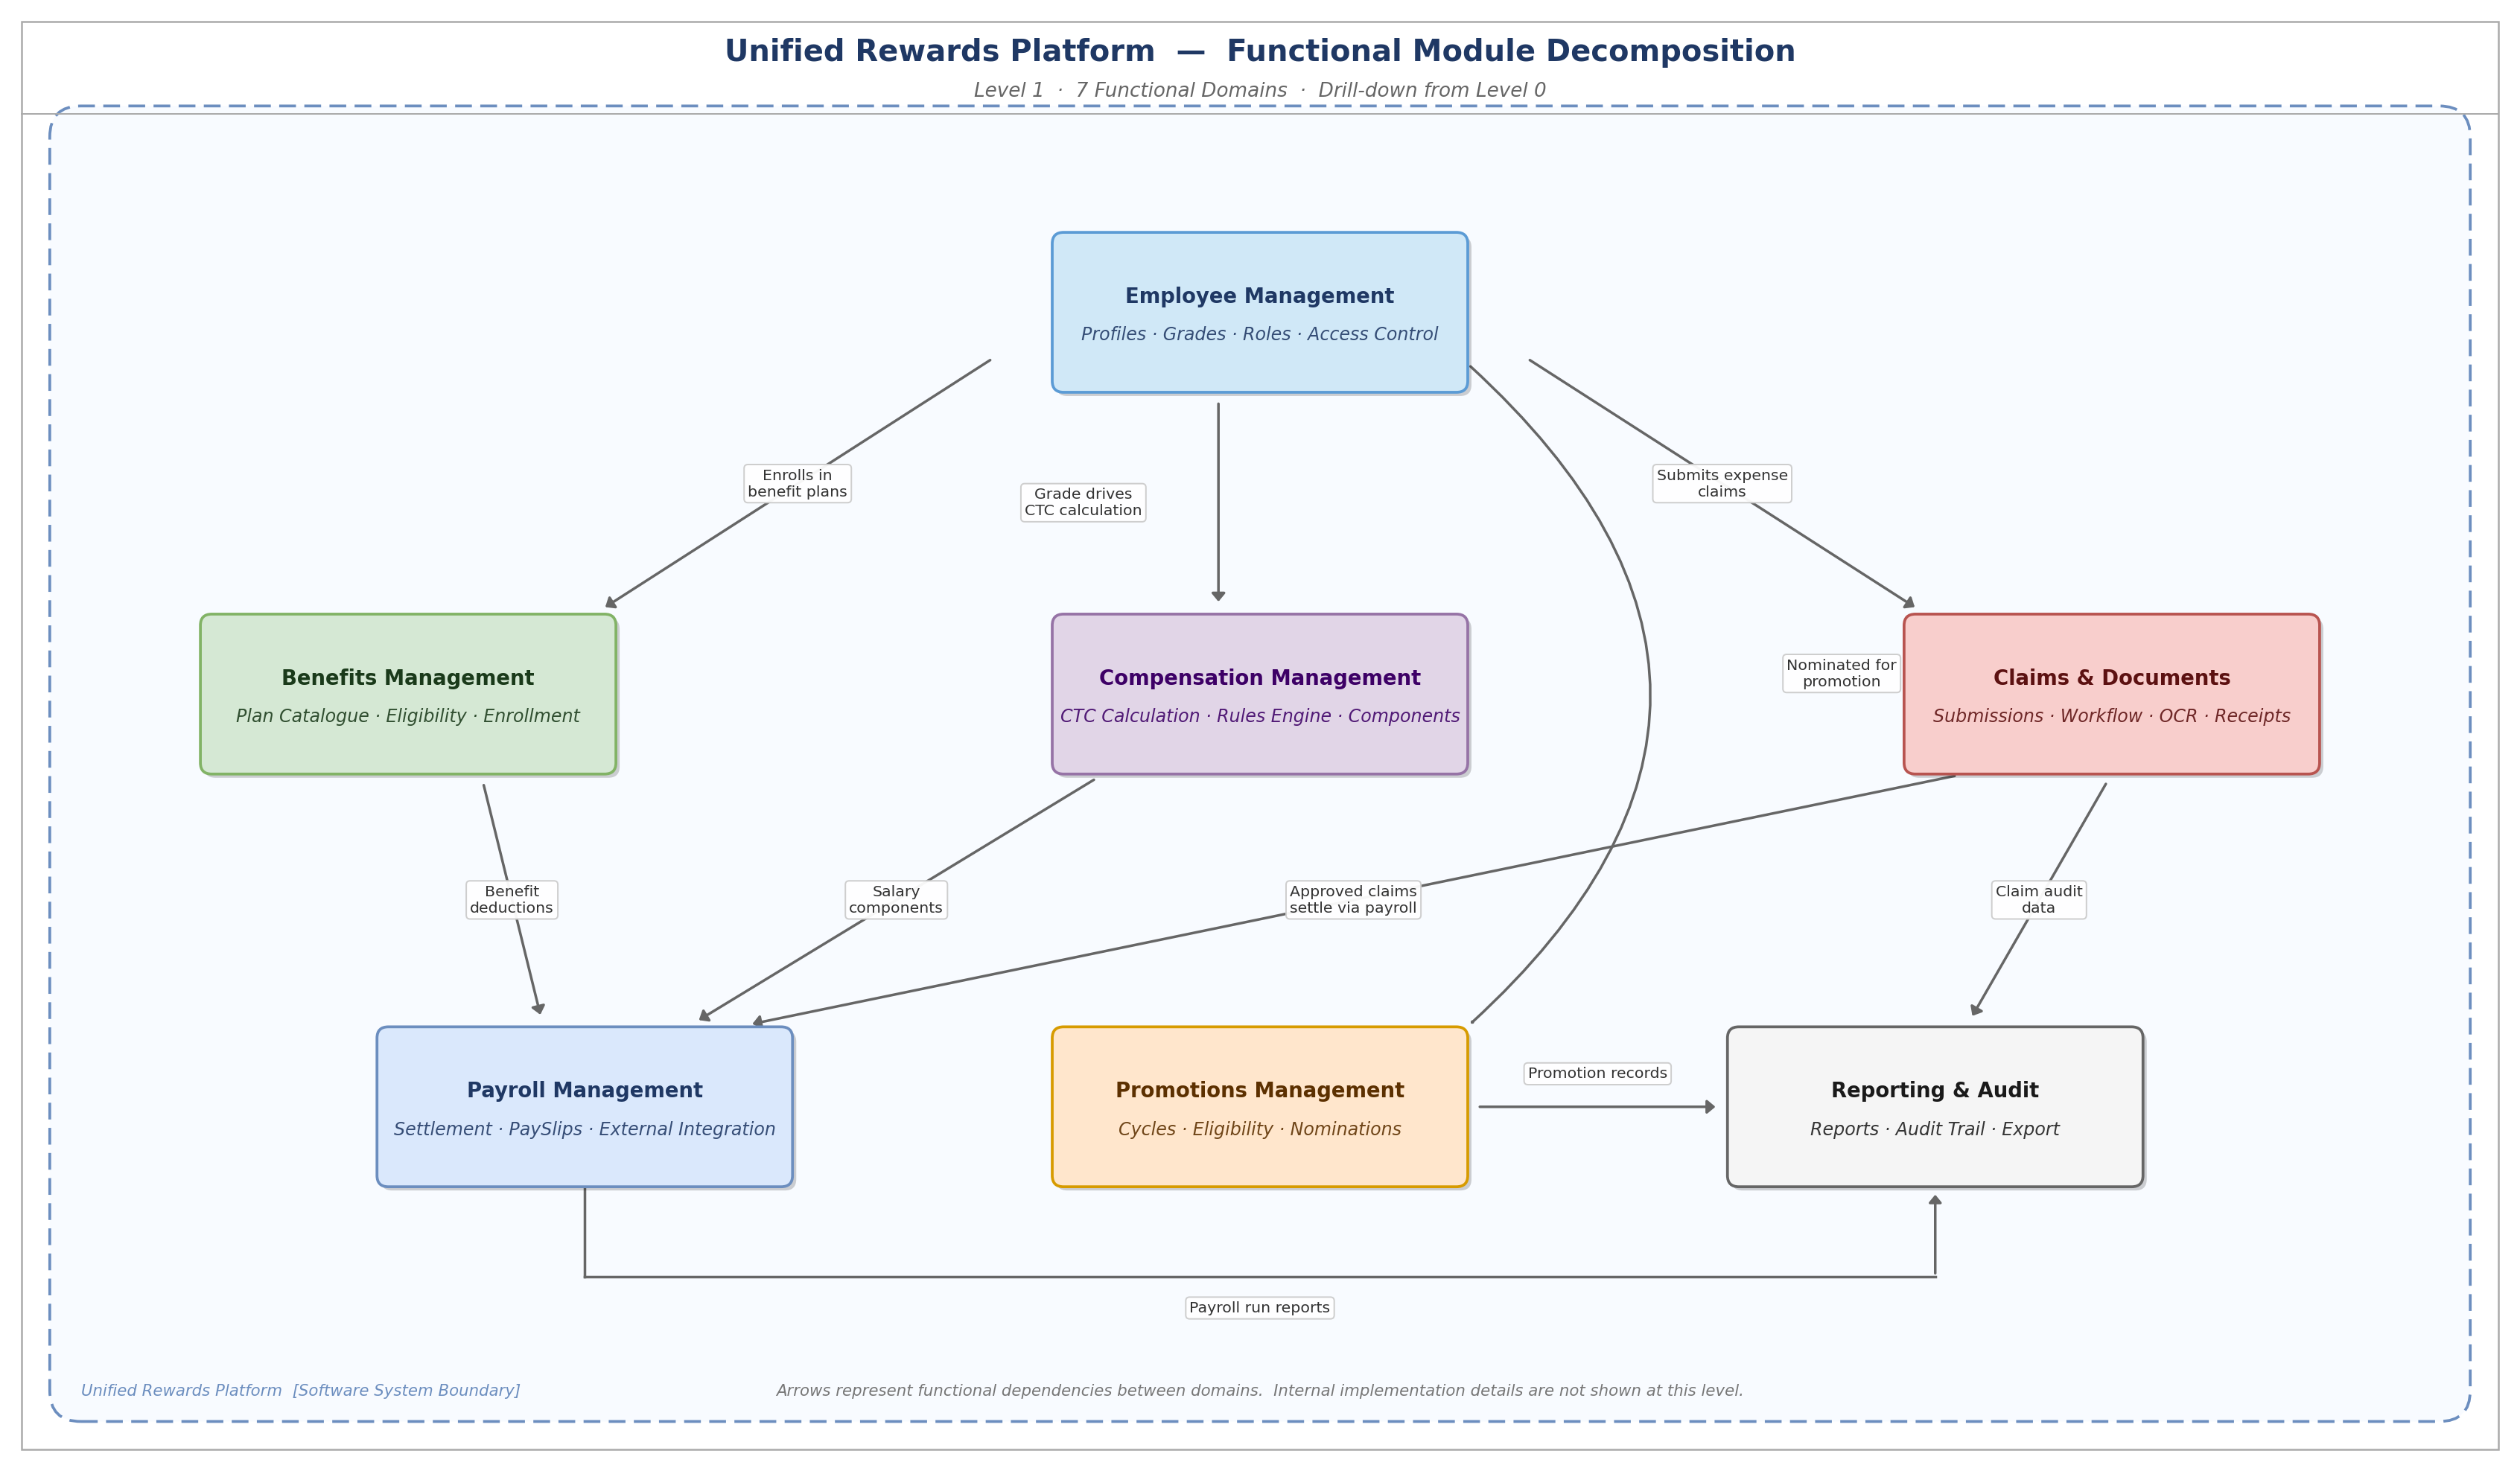 Unified Rewards Platform — Functional Module Decomposition
Level 1 · 7 Functional Domains · Drill-down from Level 0
Employee Management
Profiles · Grades · Roles · Access Control
Enrolls in
benefit plans
Grade drives
CTC calculation
Submits expense
claims
Benefits Management
Plan Catalogue · Eligibility · Enrollment
Compensation Management
CTC Calculation · Rules Engine · Components
Nominated for
promotion
Claims & Documents
Submissions · Workflow · OCR · Receipts
Benefit
deductions
Salary
components
Approved claims
settle via payroll
Claim audit
data
Payroll Management
Settlement · PaySlips · External Integration
Promotions Management
Cycles · Eligibility · Nominations
Promotion records
Reporting & Audit
Reports · Audit Trail · Export
Payroll run reports
Unified Rewards Platform [Software System Boundary]
Arrows represent functional dependencies between domains. Internal implementation details are not shown at this level.